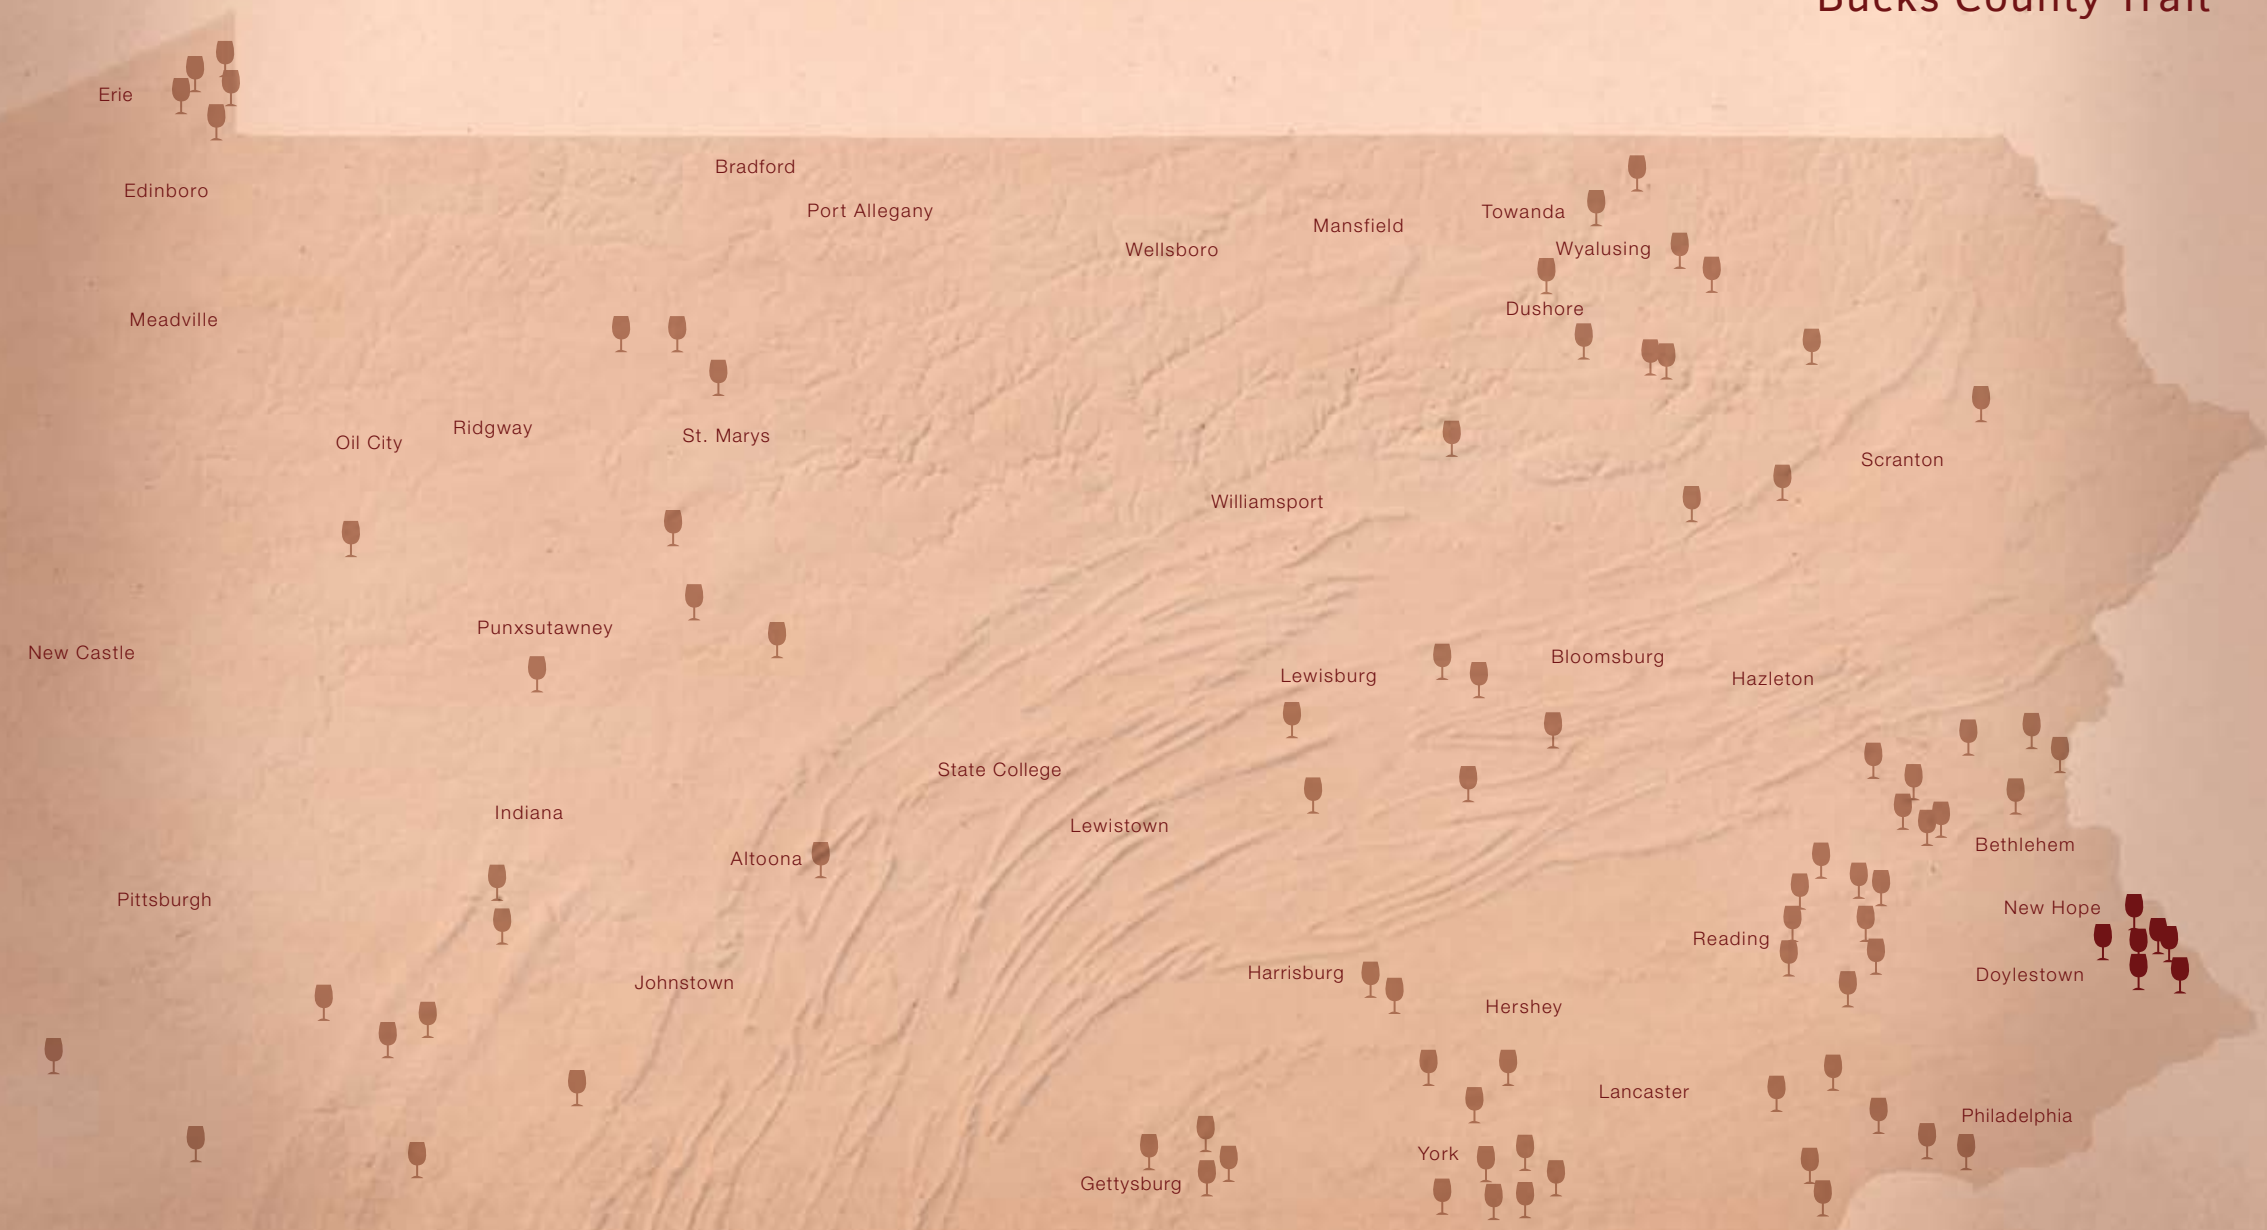 Bucks County Trail
Erie
Bradford
Edinboro
Port Allegany
Towanda
Mansfield
Wyalusing
Wellsboro
Dushore
Meadville
Ridgway
St. Marys
Oil City
Scranton
Williamsport
Punxsutawney
New Castle
Bloomsburg
Lewisburg
Hazleton
State College
Indiana
Lewistown
Bethlehem
Altoona
Pittsburgh
New Hope
Reading
Harrisburg
Doylestown
Johnstown
Hershey
Lancaster
Philadelphia
York
Gettysburg